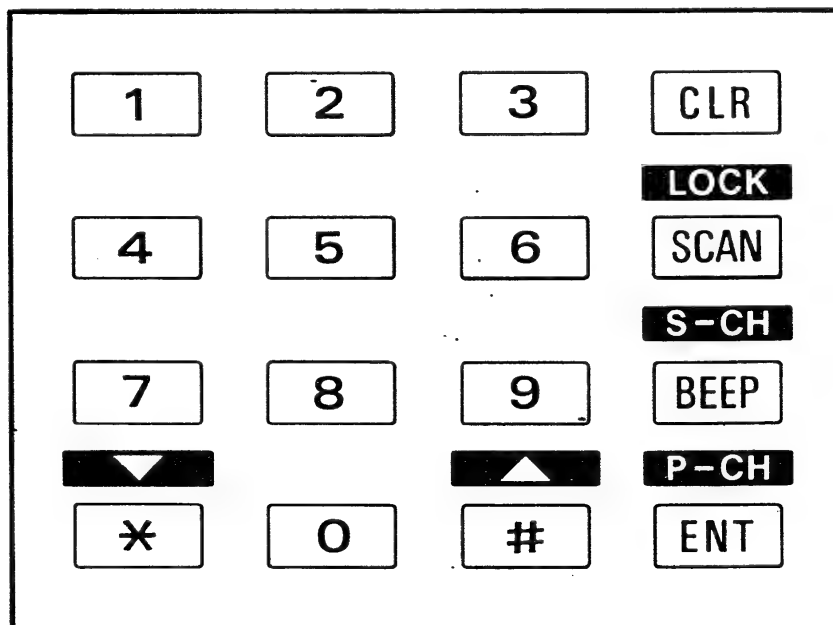 1 2 3 CLR
LOCK
4 5 6 SCAN
S-CH
7 8 9 BEEP
▼ ▲ P-CH
* 0 # ENT